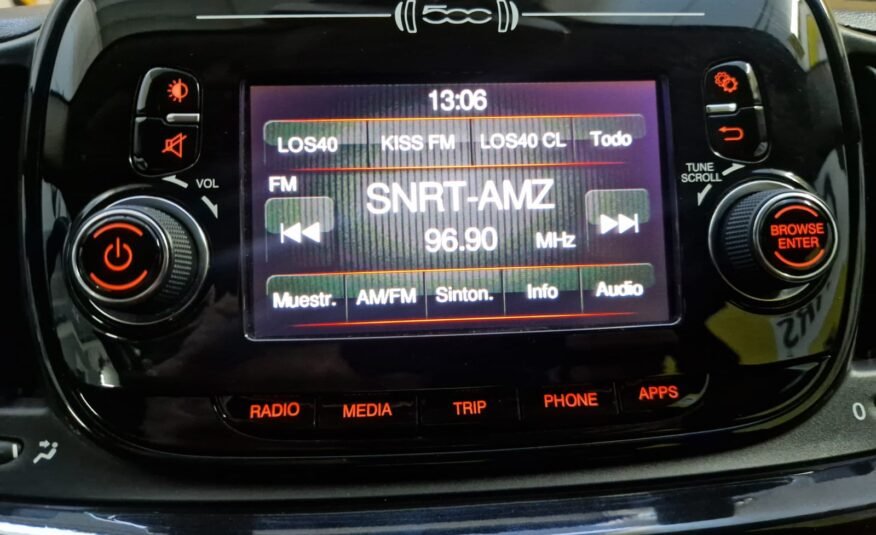 500
13:06
LOS40 KISS FM LOS40 CL Todo
VOL
TUNE
SCROLL
FM
SNRT-AMZ
96.90 MHz
BROWSE
ENTER
Muestr. AM/FM Sinton. Info Audio
RADIO MEDIA TRIP PHONE APPS
0